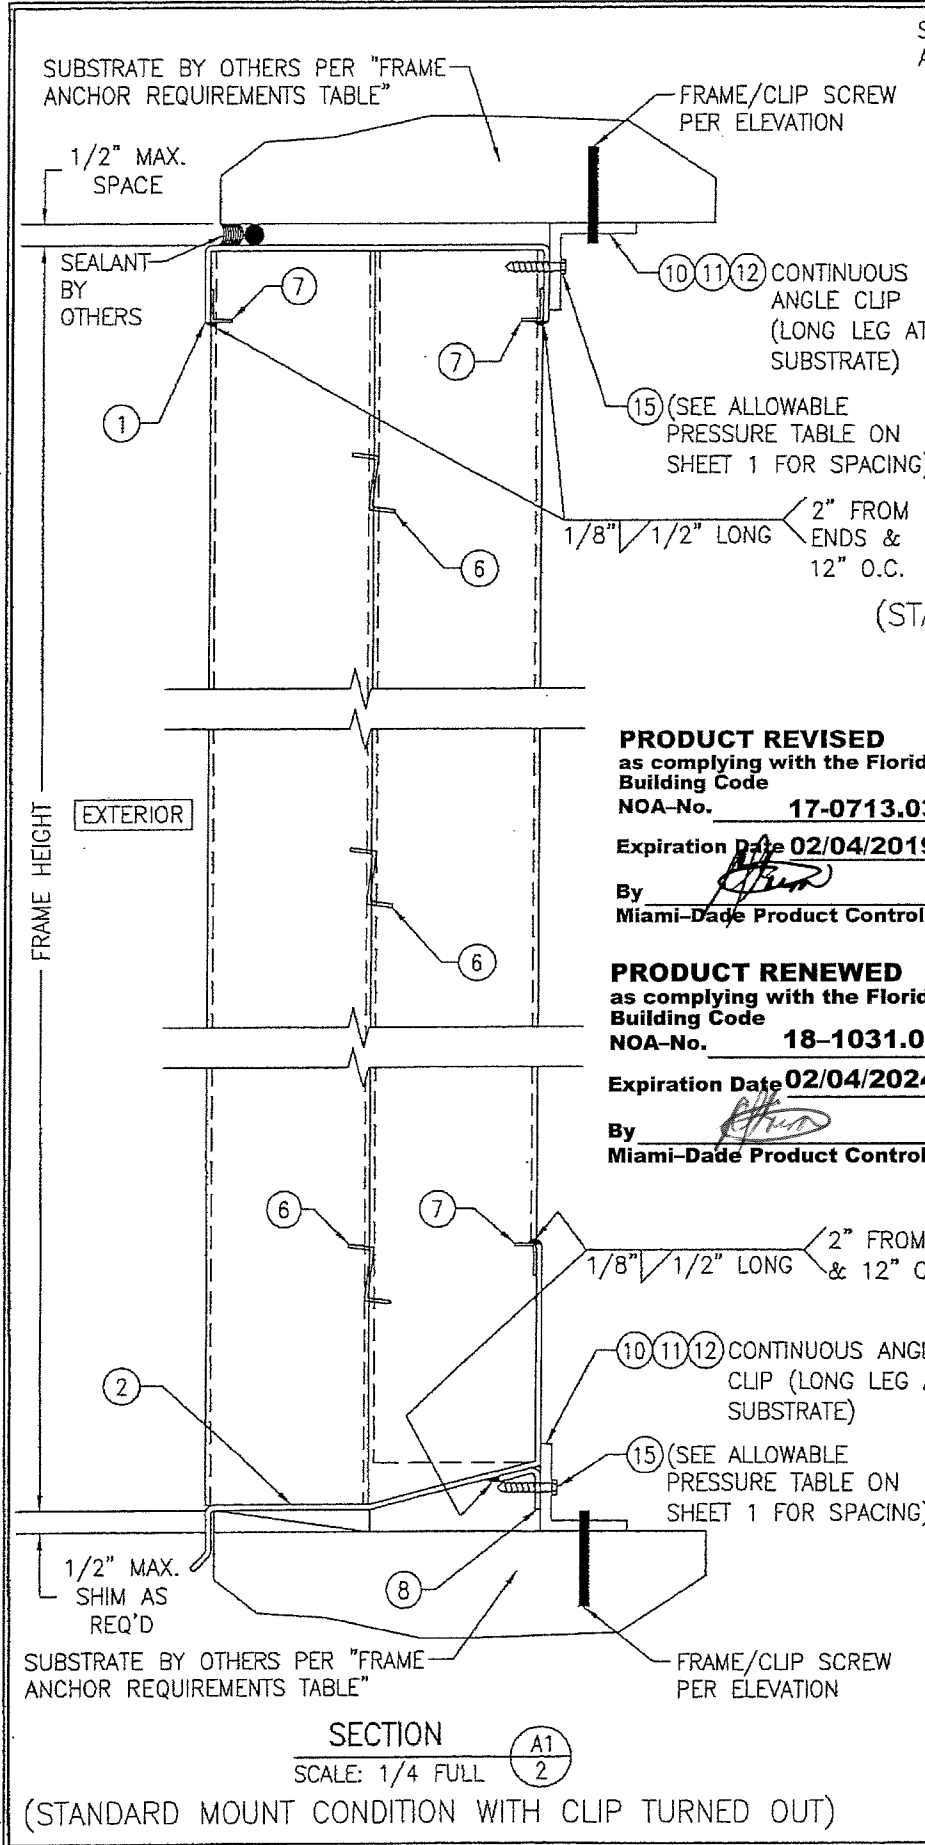 SUBSTRATE BY OTHERS PER "FRAME
ANCHOR REQUIREMENTS TABLE"
FRAME/CLIP SCREW
PER ELEVATION
1/2" MAX.
SPACE
SEALANT
BY
OTHERS
7
10 11 12 CONTINUOUS
ANGLE CLIP
(LONG LEG AT
SUBSTRATE)
7
1
15 (SEE ALLOWABLE
PRESSURE TABLE ON
SHEET 1 FOR SPACING)
1/8" 1/2" LONG
2" FROM
ENDS &
12" O.C.
6
(STA
FRAME HEIGHT
EXTERIOR
PRODUCT REVISED
as complying with the Florid
Building Code
NOA-No. 17-0713.03
Expiration Date 02/04/2019
By
Miami-Dade Product Control
6
PRODUCT RENEWED
as complying with the Florid
Building Code
NOA-No. 18-1031.0
Expiration Date 02/04/2024
By
Miami-Dade Product Control
6
7
1/8" 1/2" LONG
2" FROM
& 12" O
10 11 12 CONTINUOUS ANGL
CLIP (LONG LEG A
SUBSTRATE)
2
15 (SEE ALLOWABLE
PRESSURE TABLE ON
SHEET 1 FOR SPACING)
1/2" MAX.
SHIM AS
REQ'D
8
SUBSTRATE BY OTHERS PER "FRAME
ANCHOR REQUIREMENTS TABLE"
FRAME/CLIP SCREW
PER ELEVATION
SECTION
SCALE: 1/4 FULL
A1
2
(STANDARD MOUNT CONDITION WITH CLIP TURNED OUT)